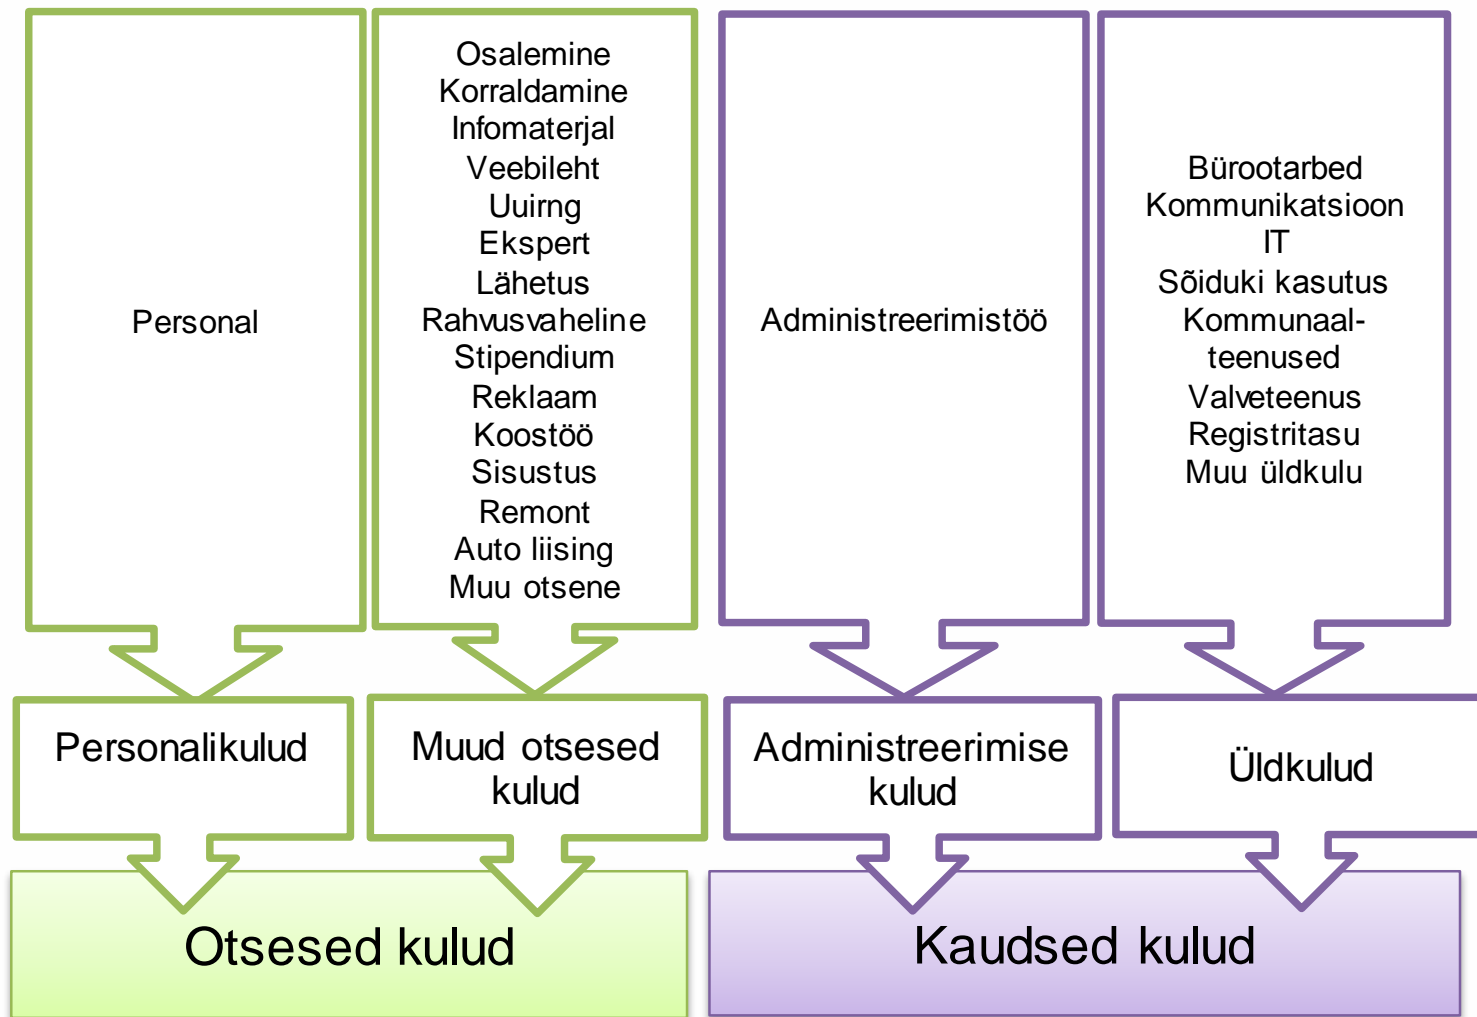 Personal
Osalemine
Korraldamine
Infomaterjal
Veebileht
Uuirng
Ekspert
Lähetus
Rahvusvaheline
Stipendium
Reklaam
Koostöö
Sisustus
Remont
Auto liising
Muu otsene
Administreerimistöö
Bürootarbed
Kommunikatsioon
IT
Sõiduki kasutus
Kommunaal-
teenused
Valveteenus
Registritasu
Muu üldkulu
Personalikulud
Muud otsesed
kulud
Administreerimise
kulud
Üldkulud
Otsesed kulud
Kaudsed kulud